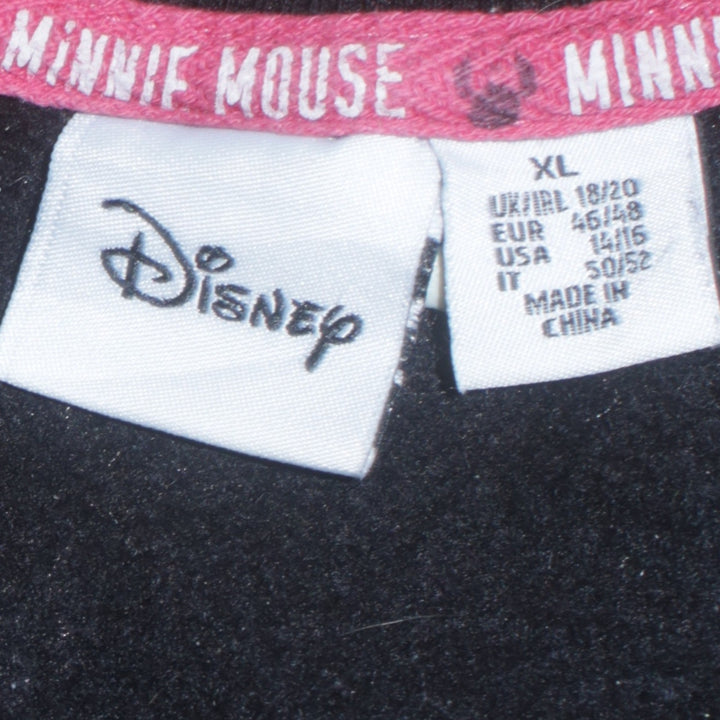 MINNIE MOUSE MINN
Disney
XL
UK/IRL 18/20
EUR 46/48
USA 14/16
IT 50/52
MADE IN
CHINA